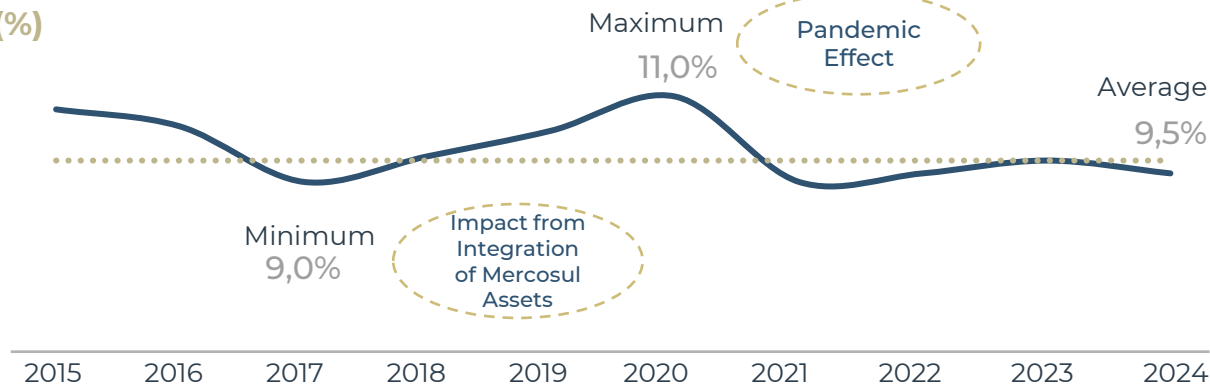 (%)
Maximum
11,0%
Pandemic
Effect
Average
9,5%
Minimum
9,0%
Impact from
Integration
of Mercosul
Assets
2015 2016 2017 2018 2019 2020 2021 2022 2023 2024